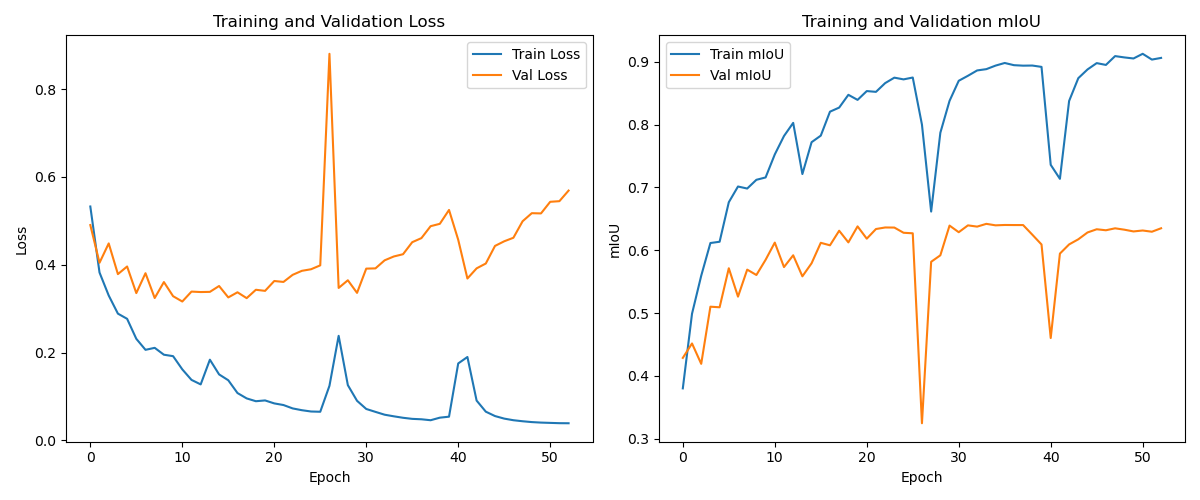 Training and Validation Loss
Train Loss
Val Loss
Loss
0.8
0.6
0.4
0.2
0.0
0
10
20
30
40
50
Epoch
Training and Validation mIoU
Train mIoU
Val mIoU
mIoU
0.9
0.8
0.7
0.6
0.5
0.4
0.3
0
10
20
30
40
50
Epoch